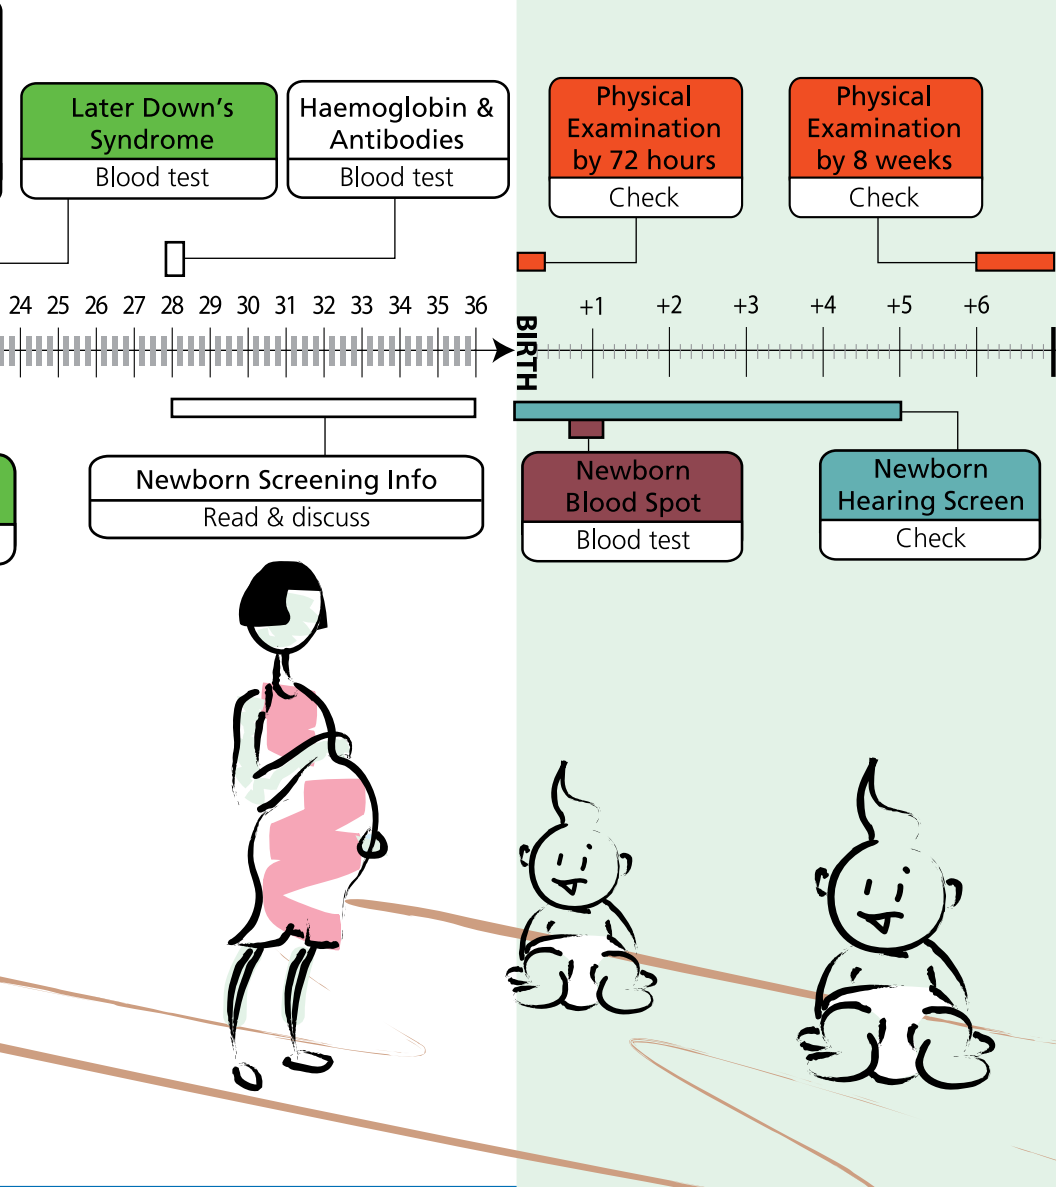 Later Down's
Syndrome
Blood test
Haemoglobin &
Antibodies
Blood test
Physical
Examination
by 72 hours
Check
Physical
Examination
by 8 weeks
Check
24 25 26 27 28 29 30 31 32 33 34 35 36
BIRTH
+1 +2 +3 +4 +5 +6
Newborn Screening Info
Read & discuss
Newborn
Blood Spot
Blood test
Newborn
Hearing Screen
Check